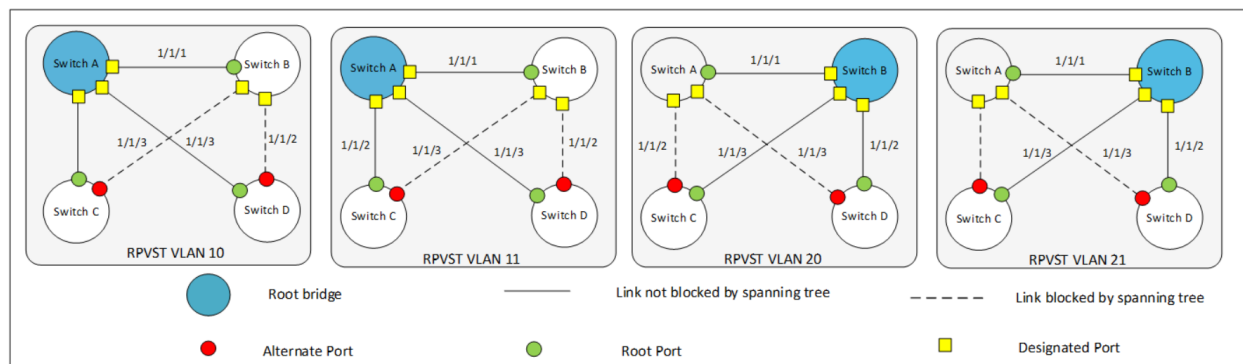 Switch A
1/1/1
Switch B
1/1/3
1/1/3
1/1/2
Switch C
Switch D
RPVST VLAN 10
Switch A
1/1/1
Switch B
1/1/2
1/1/3
1/1/3
1/1/2
Switch C
Switch D
RPVST VLAN 11
Switch A
1/1/1
Switch B
1/1/2
1/1/3
1/1/3
1/1/2
Switch C
Switch D
RPVST VLAN 20
Switch A
1/1/1
Switch B
1/1/3
1/1/3
1/1/2
Switch C
Switch D
RPVST VLAN 21
Root bridge
Link not blocked by spanning tree
Link blocked by spanning tree
Alternate Port
Root Port
Designated Port